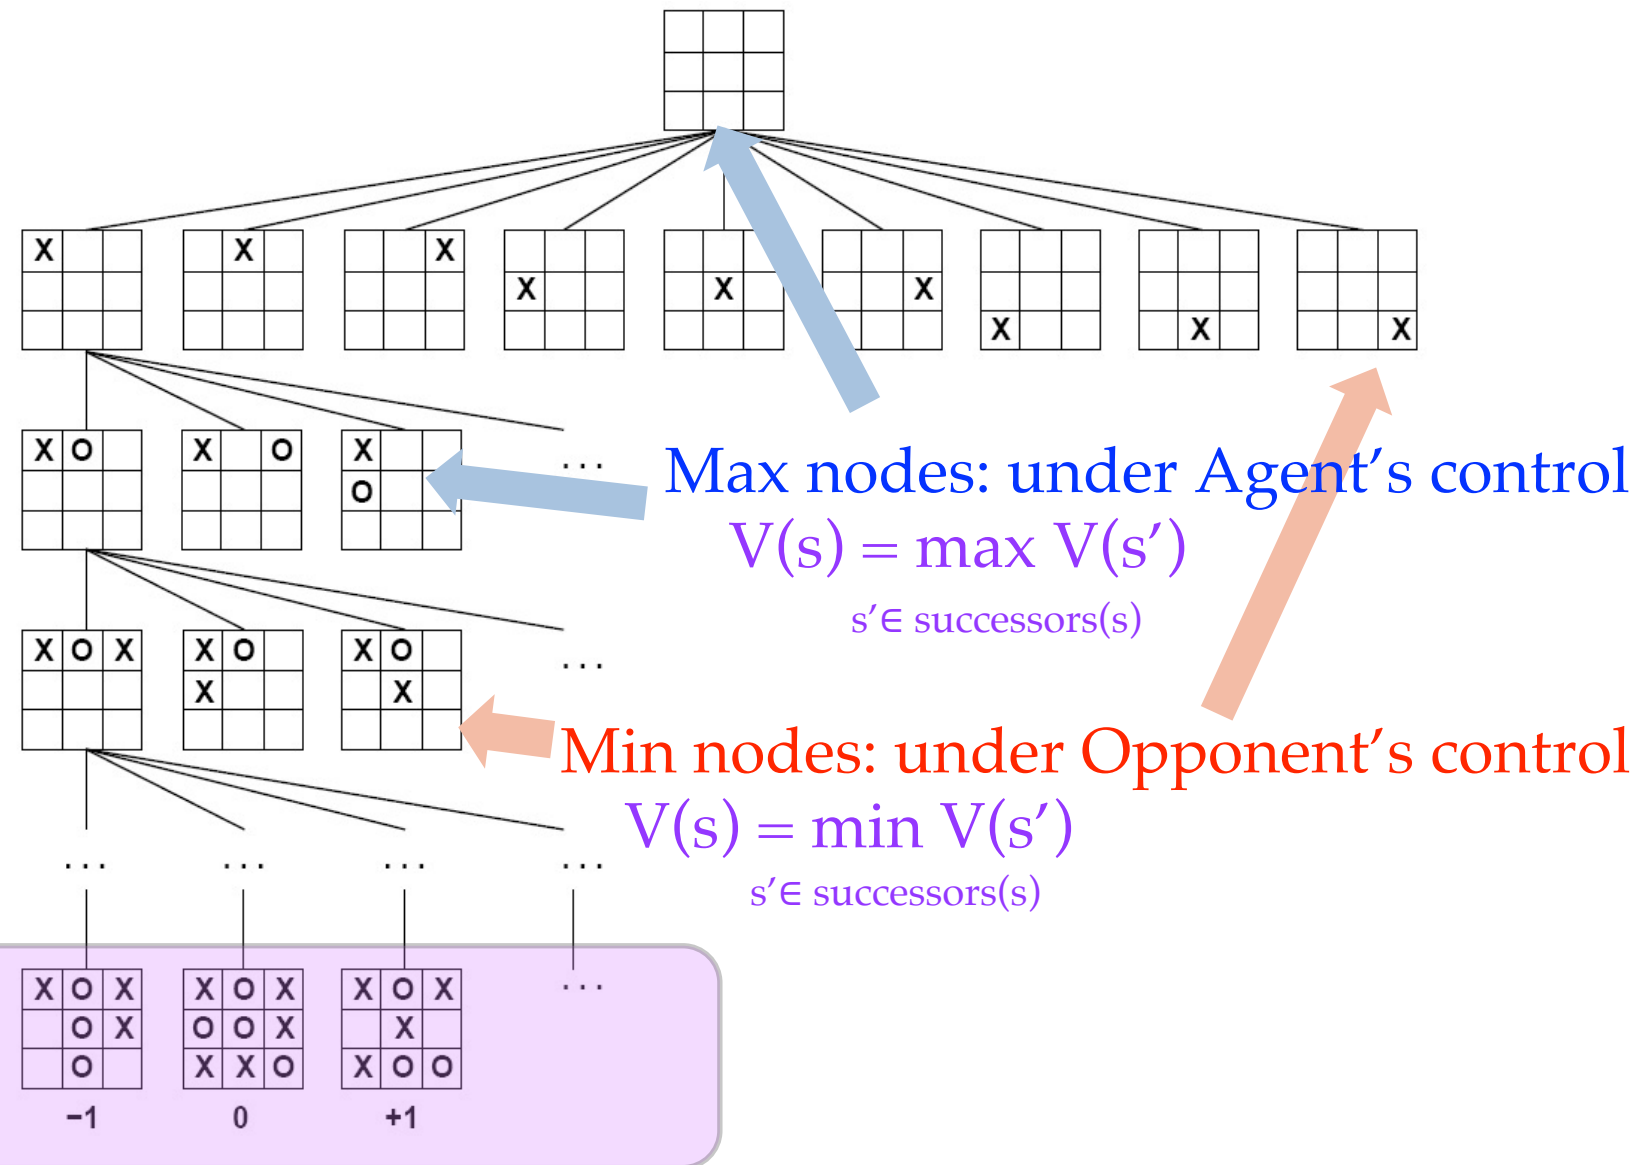 X X X X X X X X X
X O X O X ...
O
Max nodes: under Agent's control
V(s) = max V(s')
s'∈ successors(s)
X O X X O X O ...
X X
Min nodes: under Opponent's control
V(s) = min V(s')
... ... ... ...
s'∈ successors(s)
X O X X O X X O X ...
O X O O X X
O X X O X O O
−1 0 +1